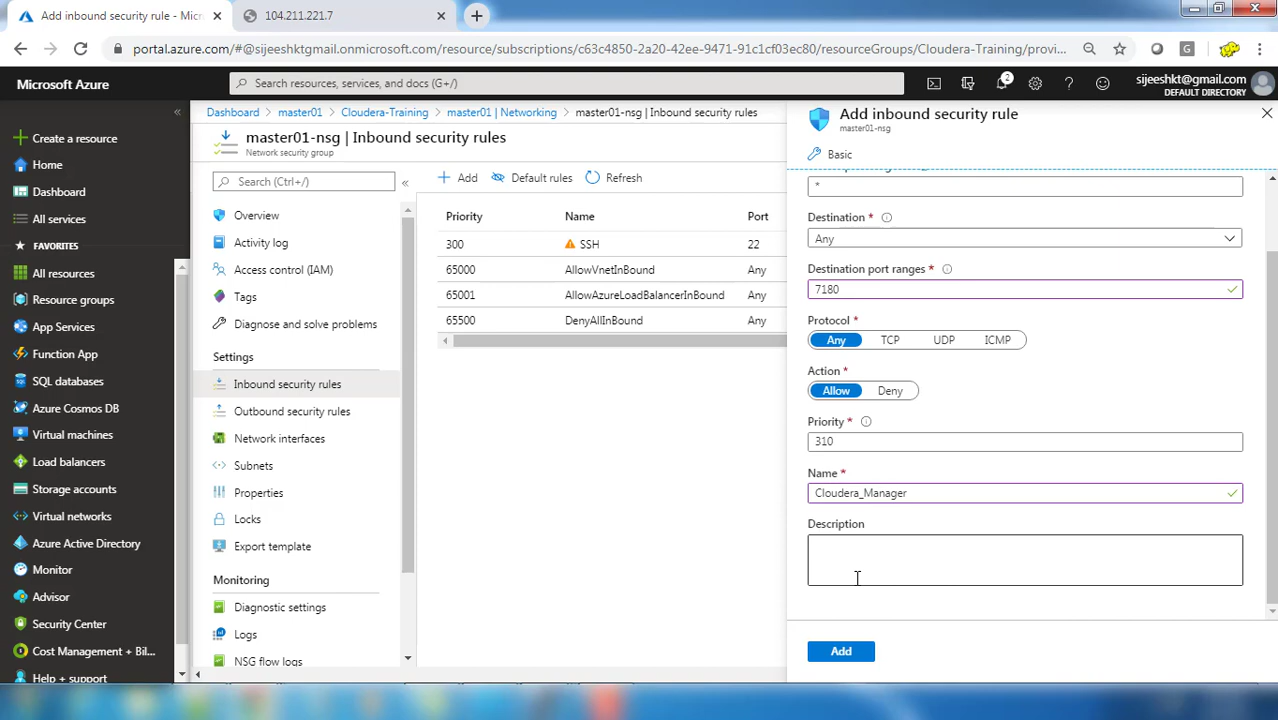 Add inbound security rule - Micr
104.211.221.7
portal.azure.com/#@sijeeshktgmail.onmicrosoft.com/resource/subscriptions/c63c4850-2a20-42ee-9471-91c1cf03ec80/resourceGroups/Cloudera-Training/provi...
G
Microsoft Azure
Search resources, services, and docs (G+/)
2
sijeeshkt@gmail.com
DEFAULT DIRECTORY
Create a resource
Home
Dashboard
All services
FAVORITES
All resources
Resource groups
App Services
Function App
SQL databases
Azure Cosmos DB
Virtual machines
Load balancers
Storage accounts
Virtual networks
Azure Active Directory
Monitor
Advisor
Security Center
Cost Management + Bil...
Help + support
Dashboard > master01 > Cloudera-Training > master01 | Networking > master01-nsg | Inbound security rules
master01-nsg | Inbound security rules
Network security group
Search (Ctrl+/)
Overview
Activity log
Access control (IAM)
Tags
Diagnose and solve problems
Settings
Inbound security rules
Outbound security rules
Network interfaces
Subnets
Properties
Locks
Export template
Monitoring
Diagnostic settings
Logs
NSG flow logs
Add Default rules Refresh
Priority Name Port
300 SSH 22
65000 AllowVnetInBound Any
65001 AllowAzureLoadBalancerInBound Any
65500 DenyAllInBound Any
Add inbound security rule
master01-nsg
Basic
*
Destination *
Any
Destination port ranges *
7180
Protocol *
Any TCP UDP ICMP
Action *
Allow Deny
Priority *
310
Name *
Cloudera_Manager
Description
Add